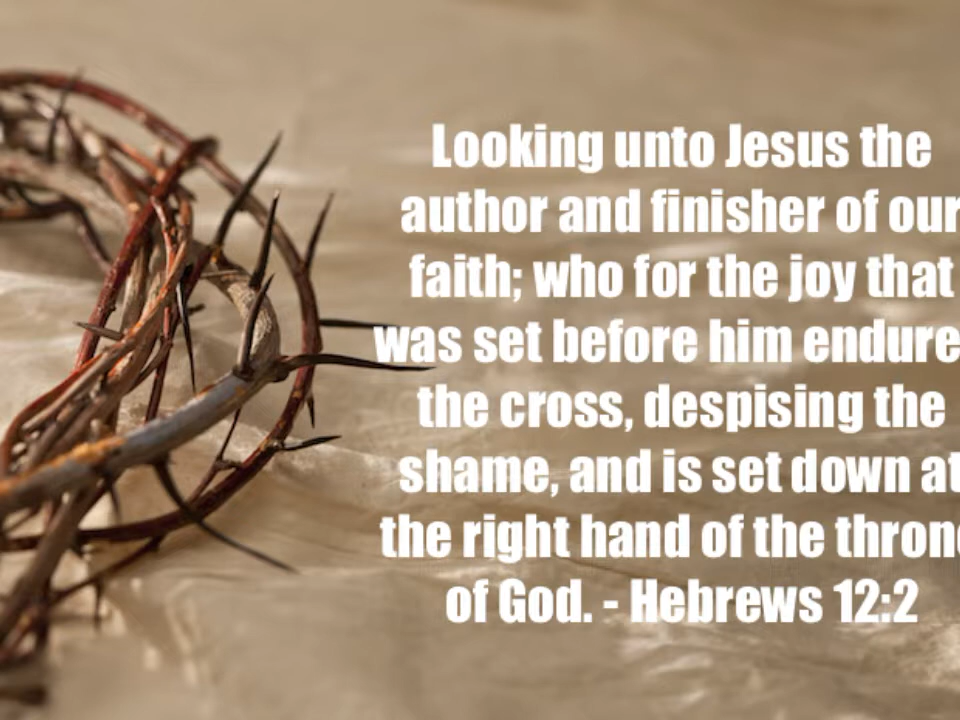 Looking unto Jesus the
author and finisher of our
faith; who for the joy that
was set before him endure
the cross, despising the
shame, and is set down at
the right hand of the thron
of God. - Hebrews 12:2